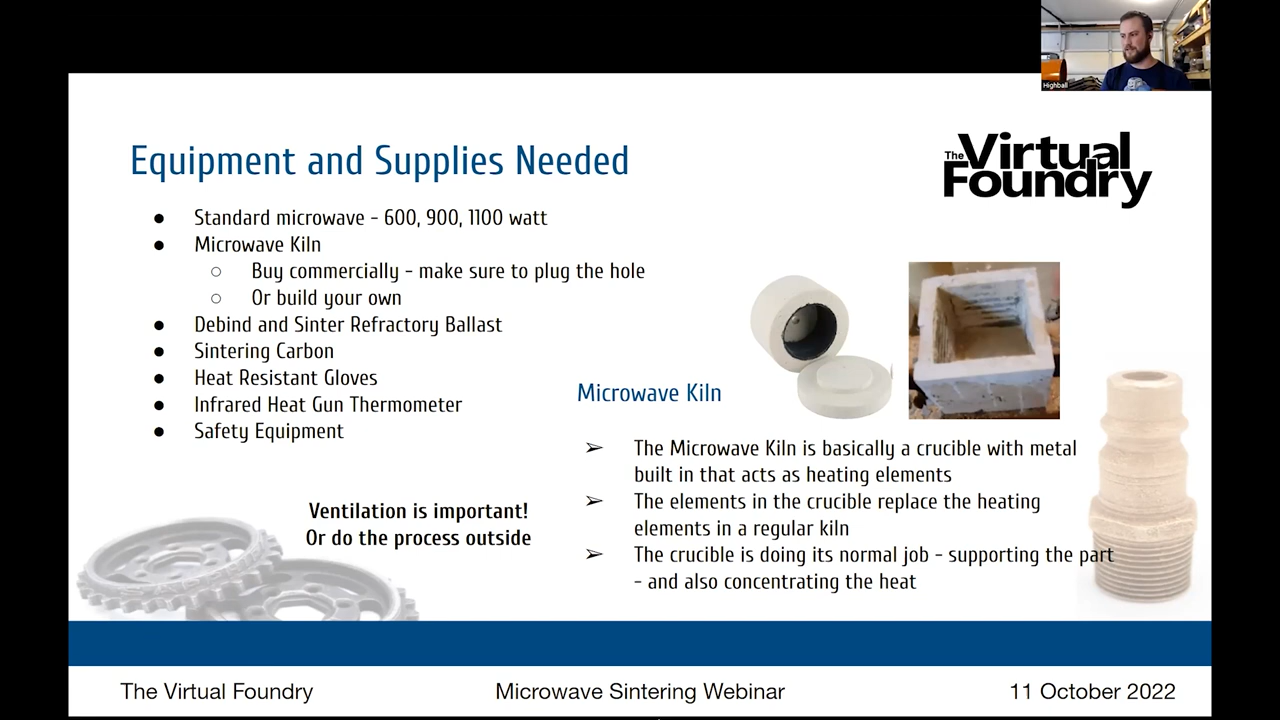 Highball
Equipment and Supplies Needed
The Virtual
Foundry
● Standard microwave - 600, 900, 1100 watt
● Microwave Kiln
○ Buy commercially - make sure to plug the hole
○ Or build your own
● Debind and Sinter Refractory Ballast
● Sintering Carbon
● Heat Resistant Gloves
● Infrared Heat Gun Thermometer
● Safety Equipment
Ventilation is important!
Or do the process outside
Microwave Kiln
➢ The Microwave Kiln is basically a crucible with metal
built in that acts as heating elements
➢ The elements in the crucible replace the heating
elements in a regular kiln
➢ The crucible is doing its normal job - supporting the part
- and also concentrating the heat
The Virtual Foundry
Microwave Sintering Webinar
11 October 2022